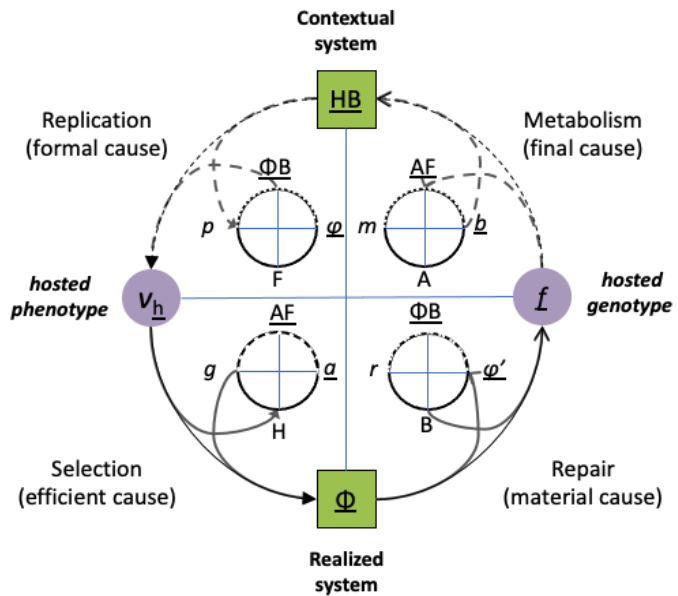 Contextual
system
HB
Replication
(formal cause)
Metabolism
(final cause)
ΦB
AF
p
φ
m
b
F
A
hosted
phenotype
vh
f
hosted
genotype
AF
ΦB
g
a
r
φ’
H
B
Selection
(efficient cause)
Repair
(material cause)
Φ
Realized
system